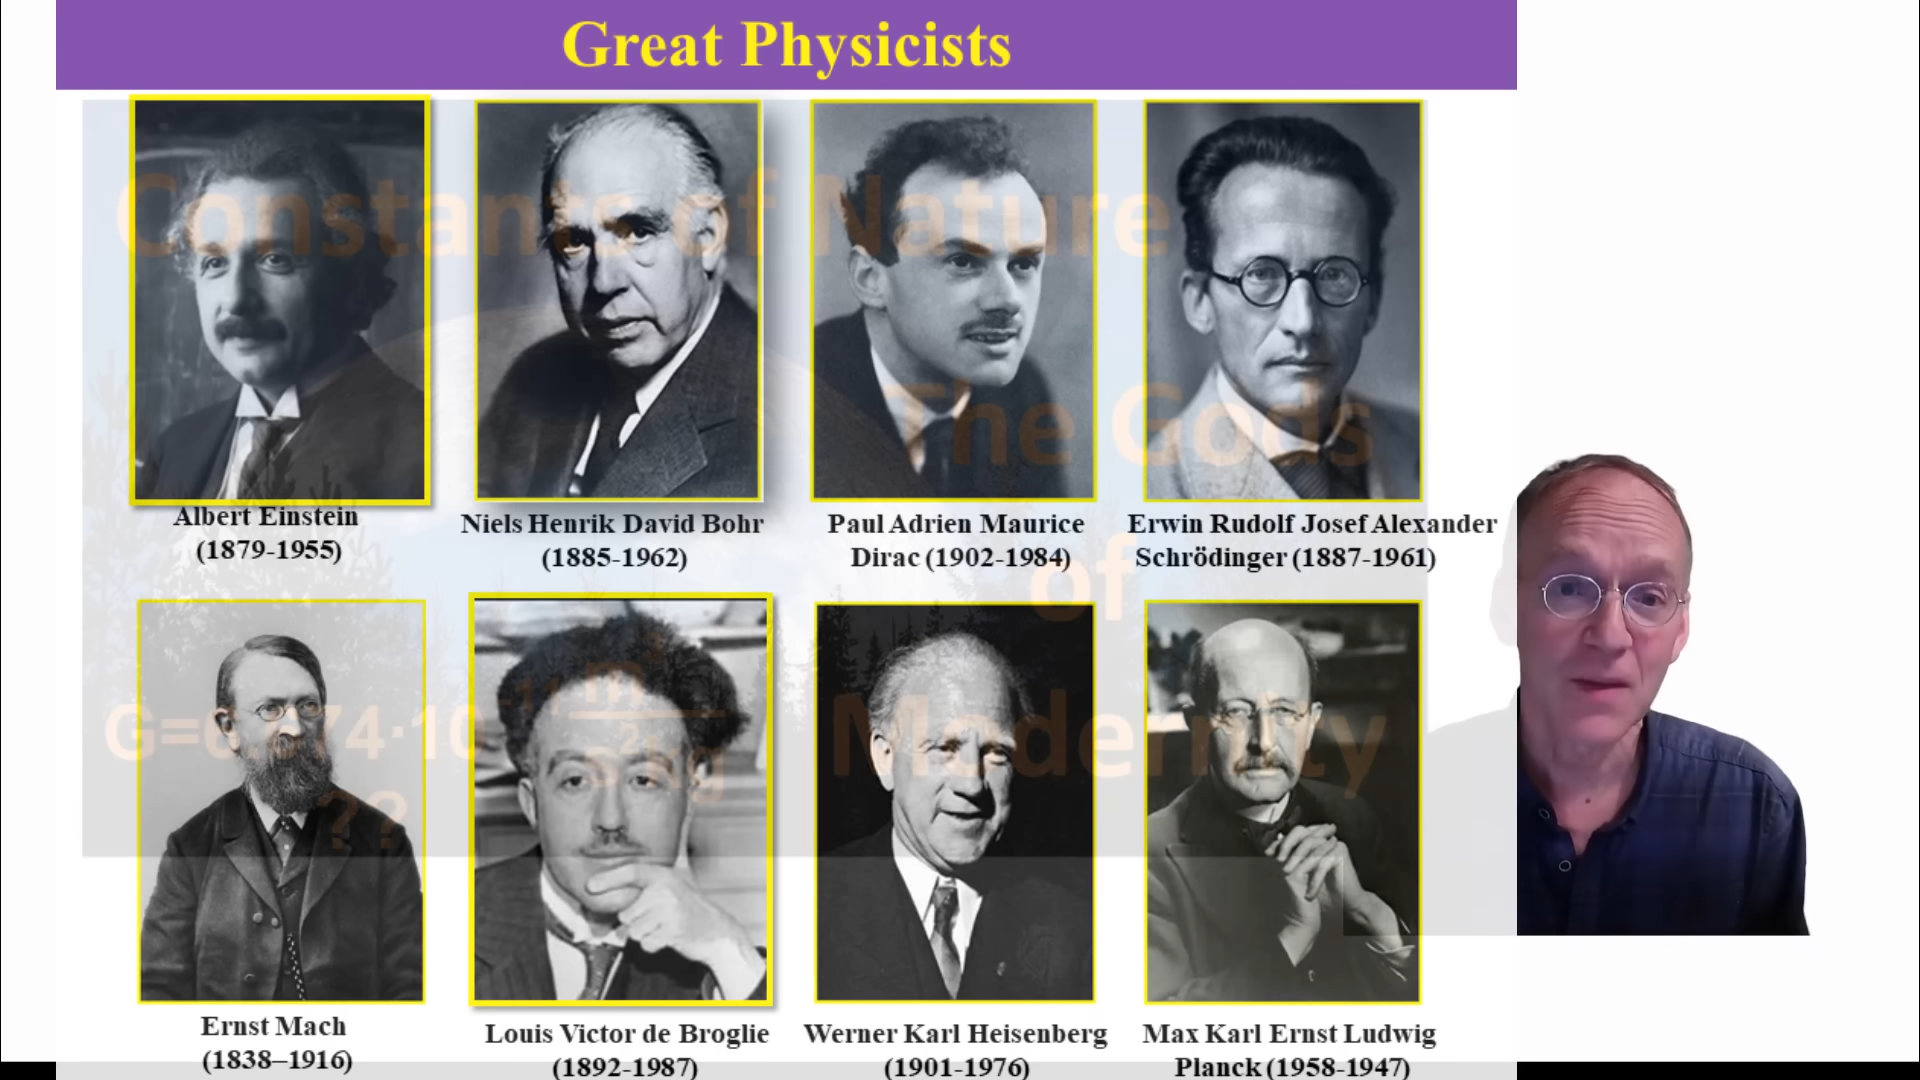 Great Physicists
Constants of Nature
The Gods
of
Modernity
Albert Einstein
(1879-1955)
Niels Henrik David Bohr
(1885-1962)
Paul Adrien Maurice
Dirac (1902-1984)
Erwin Rudolf Josef Alexander
Schrödinger (1887-1961)
??
Ernst Mach
(1838–1916)
Louis Victor de Broglie
(1892-1987)
Werner Karl Heisenberg
(1901-1976)
Max Karl Ernst Ludwig
Planck (1958-1947)